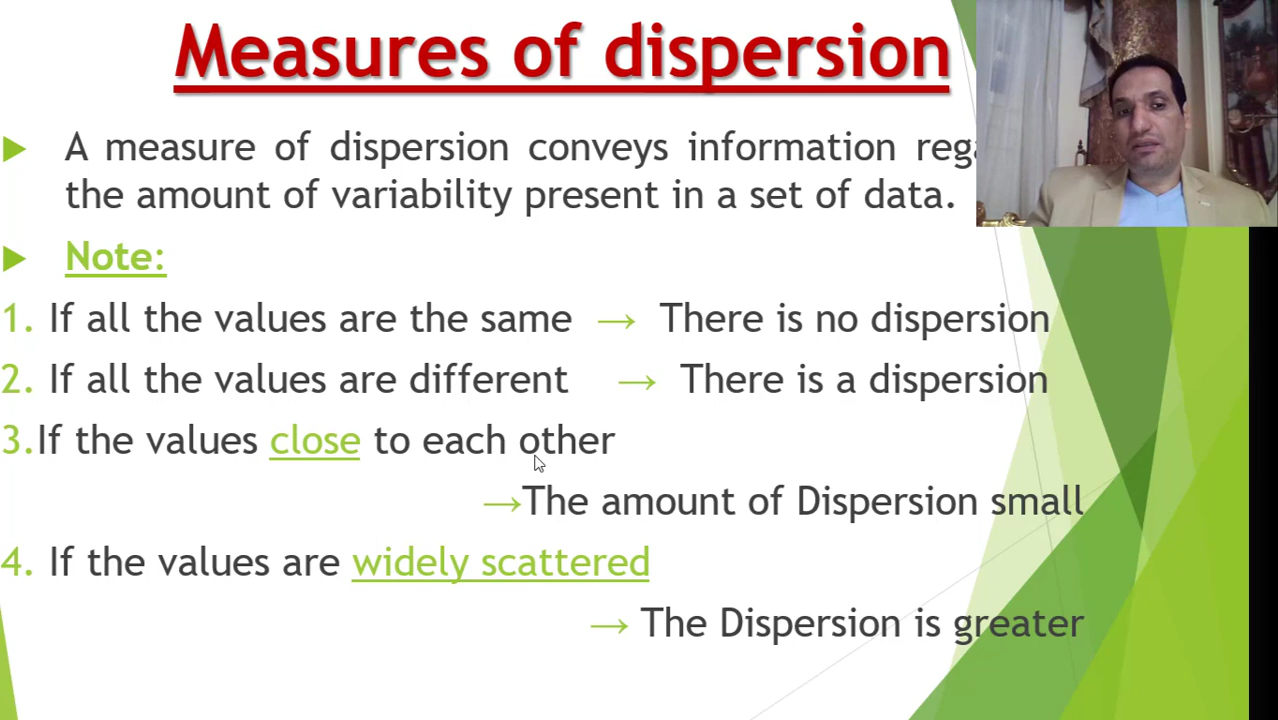 Measures of dispersion
A measure of dispersion conveys information
the amount of variability present in a set of data.
Note:
1. If all the values are the same → There is no dispersion
2. If all the values are different → There is a dispersion
3.If the values close to each other
→The amount of Dispersion small
4. If the values are widely scattered
→ The Dispersion is greater